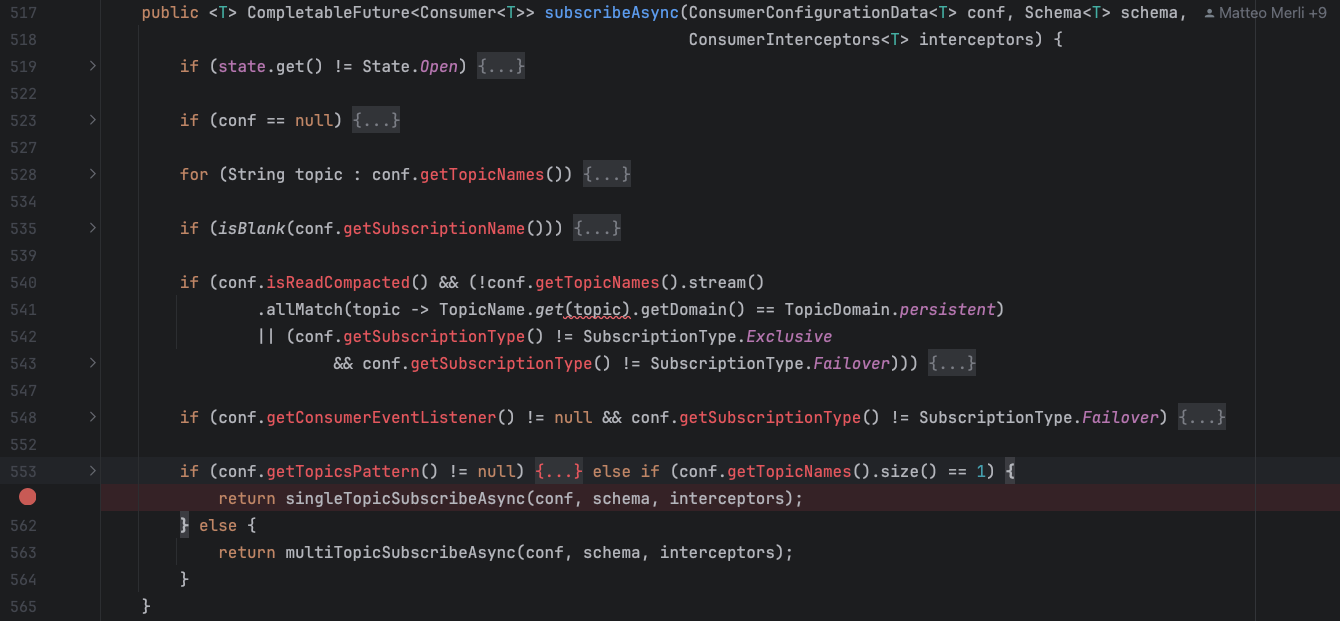 517 public <T> CompletableFuture<Consumer<T>> subscribeAsync(ConsumerConfigurationData<T> conf, Schema<T> schema, Matteo Merli +9
518 ConsumerInterceptors<T> interceptors) {
519 if (state.get() != State.Open) {...}
522
523 if (conf == null) {...}
527
528 for (String topic : conf.getTopicNames()) {...}
534
535 if (isBlank(conf.getSubscriptionName())) {...}
539
540 if (conf.isReadCompacted() && (!conf.getTopicNames().stream()
541 .allMatch(topic -> TopicName.get(topic).getDomain() == TopicDomain.persistent)
542 || (conf.getSubscriptionType() != SubscriptionType.Exclusive
543 && conf.getSubscriptionType() != SubscriptionType.Failover))) {...}
547
548 if (conf.getConsumerEventListener() != null && conf.getSubscriptionType() != SubscriptionType.Failover) {...}
552
553 if (conf.getTopicsPattern() != null) {...} else if (conf.getTopicNames().size() == 1) {
return singleTopicSubscribeAsync(conf, schema, interceptors);
562 } else {
563 return multiTopicSubscribeAsync(conf, schema, interceptors);
564 }
565 }